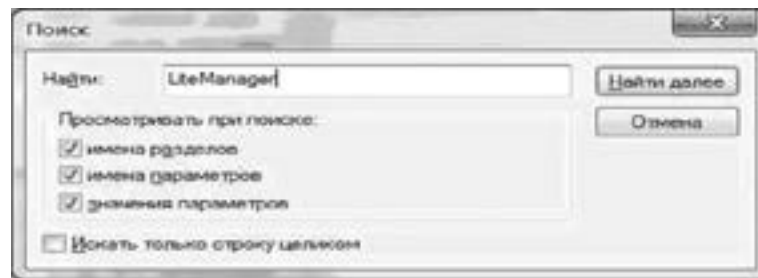 Поиск
Найти: LiteManager
Найти далее
Просматривать при поиске:
Отмена
имена разделов
имена параметров
значения параметров
Искать только строку целиком